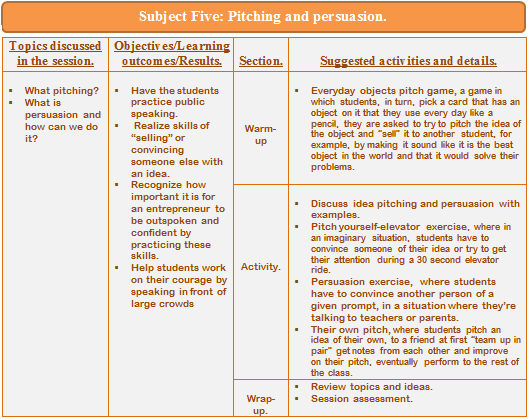 Subject Five: Pitching and persuasion.
Topics discussed
in the session.
Objectives/Learning
outcomes/Results.
Section.
Suggested activities and details.
▪ What pitching?
▪ What is
persuasion and
how can we do
it?
▪ Have the students
practice public
speaking.
▪ Realize skills of
"selling" or
convincing
someone else with
an idea.
▪ Recognize how
important it is for
an entrepreneur to
be outspoken and
confident by
practicing these
skills.
▪ Help students work
on their courage by
speaking in front of
large crowds
Warm-
up
▪ Everyday objects pitch game, a game in
which students, in turn, pick a card that has an
object on it that they use every day like a
pencil, they are asked to try to pitch the idea of
the object and "sell" it to another student, for
example, by making it sound like it is the best
object in the world and that it would solve their
problems.
Activity.
▪ Discuss idea pitching and persuasion with
examples.
▪ Pitch yourself-elevator exercise, where in
an imaginary situation, students have to
convince someone of their idea or try to get
their attention during a 30 second elevator
ride.
▪ Persuasion exercise, where students
have to convince another person of a
given prompt, in a situation where they're
talking to teachers or parents.
▪ Their own pitch, where students pitch an
idea of their own, to a friend at first "team up in
pair" get notes from each other and improve
on their pitch, eventually perform to the rest of
the class.
Wrap-
up.
▪ Review topics and ideas.
▪ Session assessment.